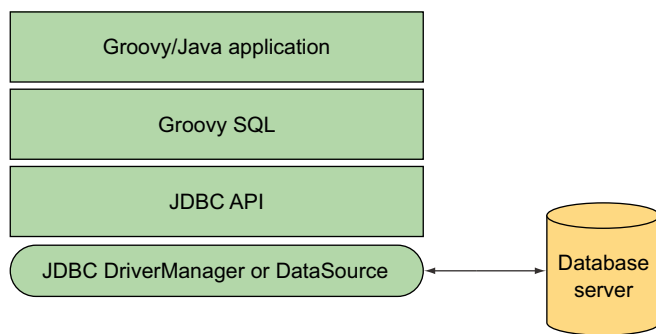 Groovy/Java application
Groovy SQL
JDBC API
JDBC DriverManager or DataSource
Database
server